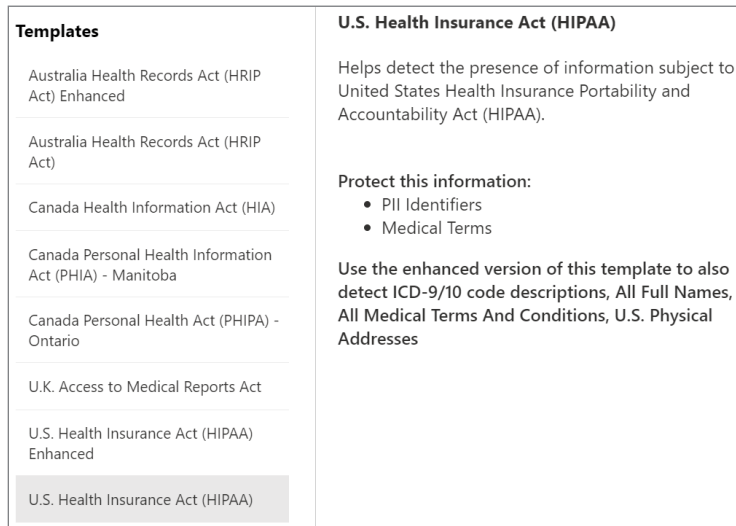 Templates
Australia Health Records Act (HRIP
Act) Enhanced
Australia Health Records Act (HRIP
Act)
Canada Health Information Act (HIA)
Canada Personal Health Information
Act (PHIA) - Manitoba
Canada Personal Health Act (PHIPA) -
Ontario
U.K. Access to Medical Reports Act
U.S. Health Insurance Act (HIPAA)
Enhanced
U.S. Health Insurance Act (HIPAA)
U.S. Health Insurance Act (HIPAA)
Helps detect the presence of information subject to
United States Health Insurance Portability and
Accountability Act (HIPAA).
Protect this information:
• PII Identifiers
• Medical Terms
Use the enhanced version of this template to also
detect ICD-9/10 code descriptions, All Full Names,
All Medical Terms And Conditions, U.S. Physical
Addresses